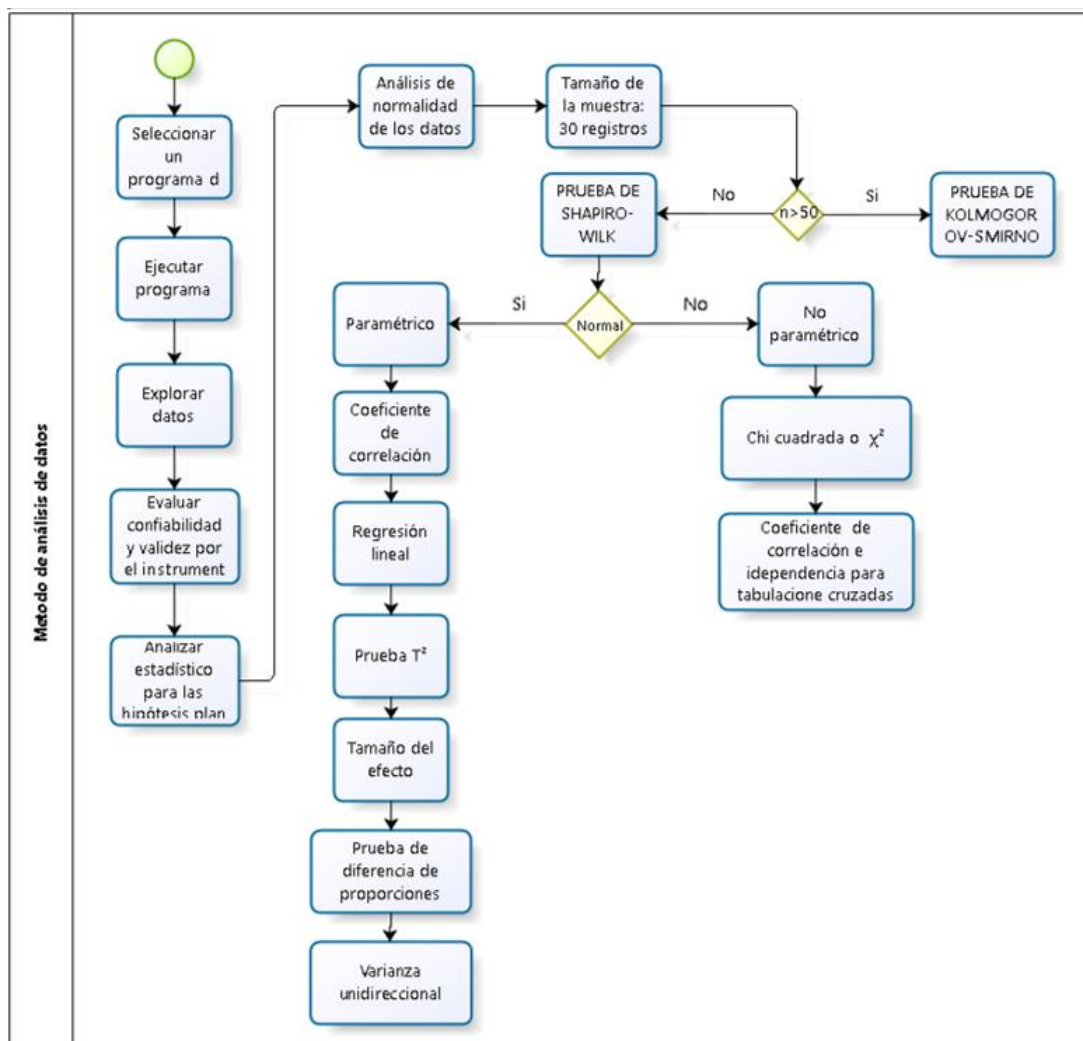 Metodo de análisis de datos
Seleccionar
un
programa d
Ejecutar
programa
Explorar
datos
Evaluar
confiabilidad
y validez por
el instrument
Analizar
estadístico
para las
hipótesis plan
Análisis de
normalidad
de los datos
Tamaño de
la muestra:
30 registros
n>50
No
Si
PRUEBA DE
SHAPIRO-
WILK
PRUEBA DE
KOLMOGOR
OV-SMIRNO
Normal
Si
No
Paramétrico
Coeficiente
de
correlación
Regresión
lineal
Prueba T²
Tamaño del
efecto
Prueba de
diferencia de
proporciones
Varianza
unidireccional
No
paramétrico
Chi cuadrada o χ²
Coeficiente de
correlación e
idependencia para
tabulacione cruzadas